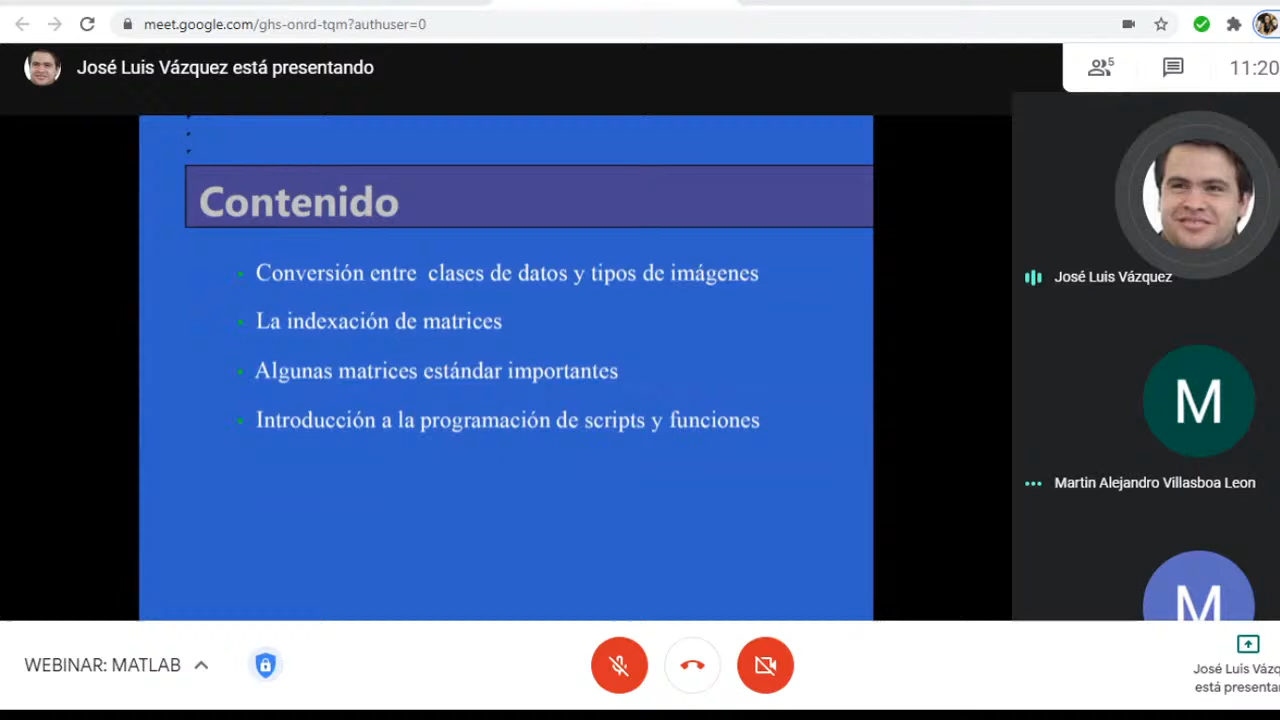 meet.google.com/ghs-onrd-tqm?authuser=0
José Luis Vázquez está presentando
5
11:20
Contenido
Conversión entre clases de datos y tipos de imágenes
La indexación de matrices
Algunas matrices estándar importantes
Introducción a la programación de scripts y funciones
José Luis Vázquez
M
Martin Alejandro Villasboa Leon
M
WEBINAR: MATLAB
José Luis Vázq
está presentar